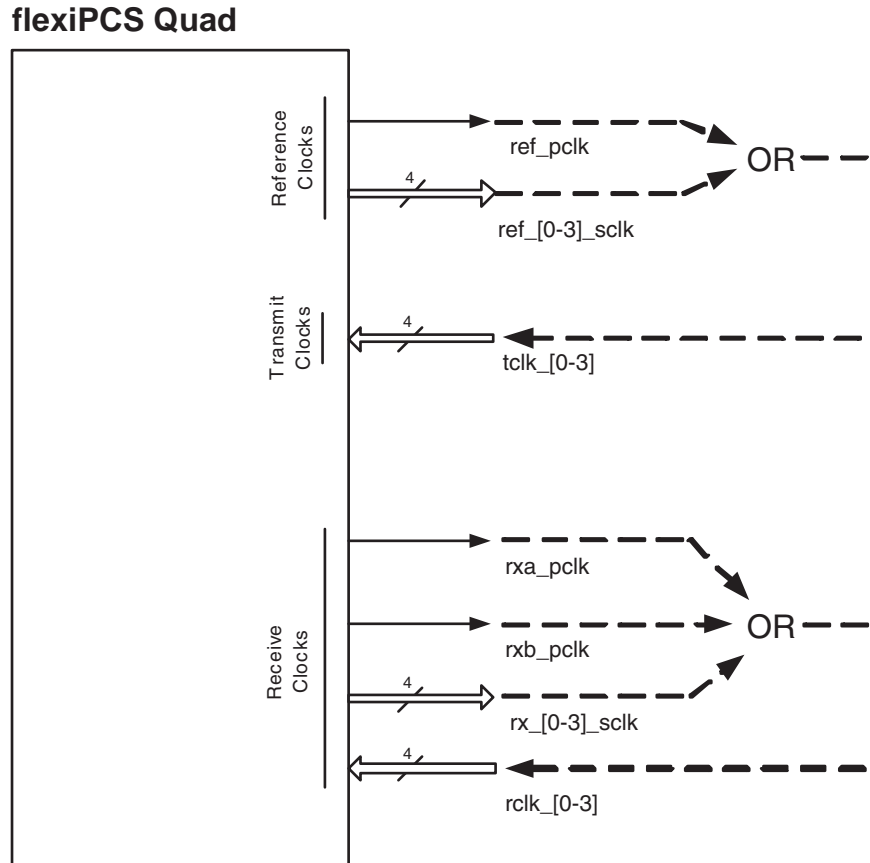 flexiPCS Quad
Reference
Clocks
ref_pclk
4
ref_[0-3]_sclk
OR
Transmit
Clocks
4
tclk_[0-3]
Receive
Clocks
rxa_pclk
rxb_pclk
OR
4
rx_[0-3]_sclk
4
rclk_[0-3]